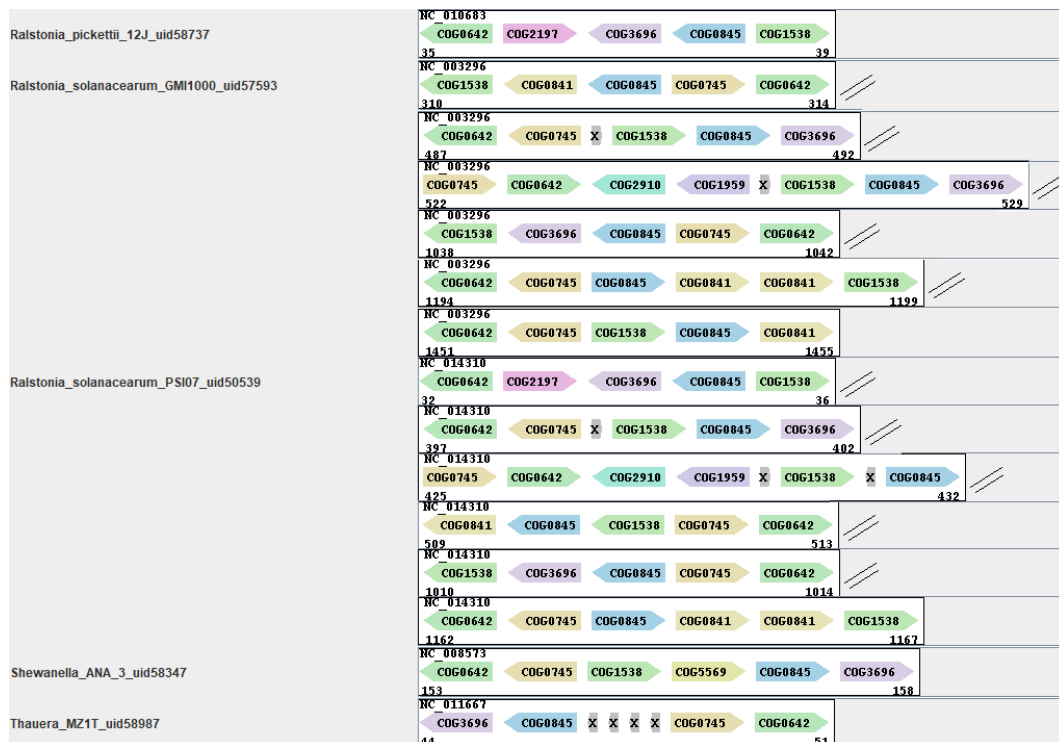 Ralstonia_pickettii_12J_uid58737
NC_010683
COG0642 COG2197 COG3696 COG0845 COG1538
35 39
Ralstonia_solanacearum_GMI1000_uid57593
NC_003296
COG1538 COG0841 COG0845 COG0745 COG0642
310 314
NC_003296
COG0642 COG0745 X COG1538 COG0845 COG3696
487 492
NC_003296
COG0745 COG0642 COG2910 COG1959 X COG1538 COG0845 COG3696
522 529
NC_003296
COG1538 COG3696 COG0845 COG0745 COG0642
1038 1042
NC_003296
COG0642 COG0745 COG0845 COG0841 COG0841 COG1538
1194 1199
NC_003296
COG0642 COG0745 COG1538 COG0845 COG0841
1451 1455
Ralstonia_solanacearum_PSI07_uid50539
NC_014310
COG0642 COG2197 COG3696 COG0845 COG1538
32 36
NC_014310
COG0642 COG0745 X COG1538 COG0845 COG3696
397 402
NC_014310
COG0745 COG0642 COG2910 COG1959 X COG1538 X COG0845
425 432
NC_014310
COG0841 COG0845 COG1538 COG0745 COG0642
509 513
NC_014310
COG1538 COG3696 COG0845 COG0745 COG0642
1010 1014
NC_014310
COG0642 COG0745 COG0845 COG0841 COG0841 COG1538
1162 1167
Shewanella_ANA_3_uid58347
NC_008573
COG0642 COG0745 COG1538 COG5569 COG0845 COG3696
153 158
Thauera_MZ1T_uid58987
NC_011667
COG3696 COG0845 X X X X COG0745 COG0642
44 51